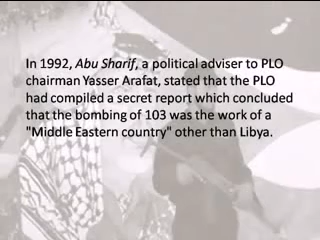 In 1992, Abu Sharif, a political adviser to PLO
chairman Yasser Arafat, stated that the PLO
had compiled a secret report which concluded
that the bombing of 103 was the work of a
"Middle Eastern country" other than Libya.